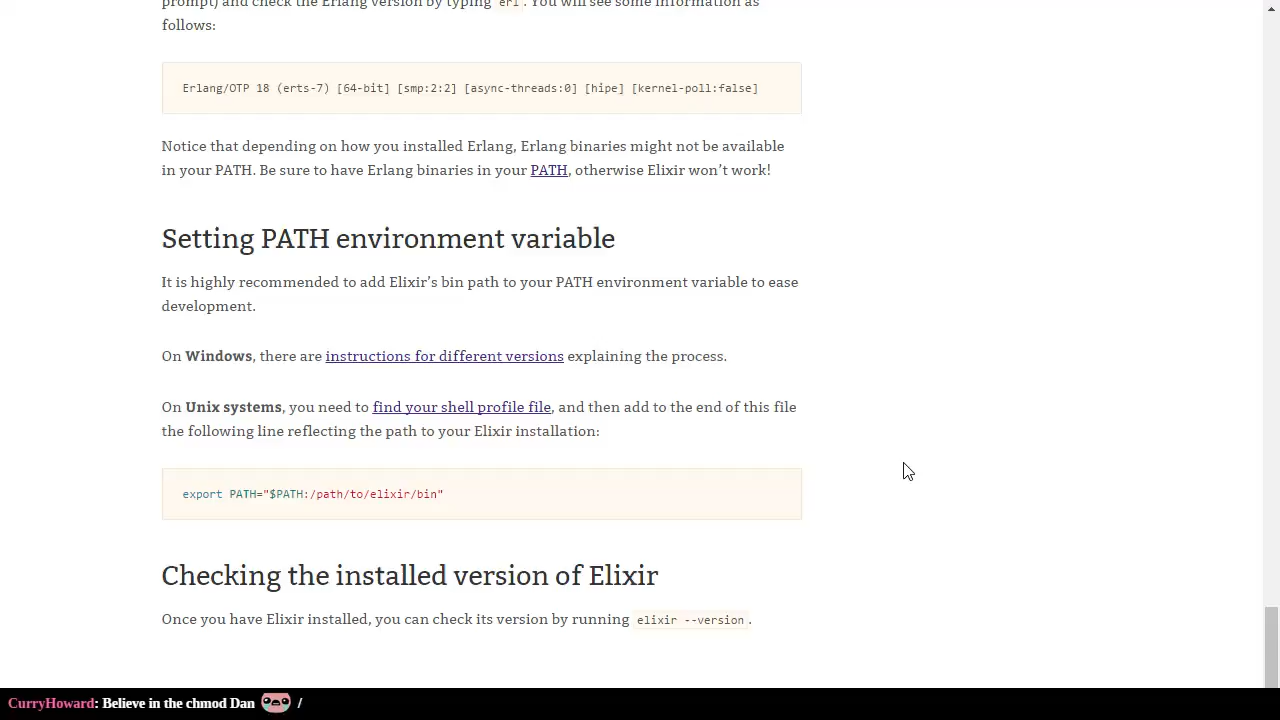 prompt) and check the Erlang version by typing erl. You will see some information as
follows:
Erlang/OTP 18 (erts-7) [64-bit] [smp:2:2] [async-threads:0] [hipe] [kernel-poll:false]
Notice that depending on how you installed Erlang, Erlang binaries might not be available
in your PATH. Be sure to have Erlang binaries in your PATH, otherwise Elixir won’t work!
Setting PATH environment variable
It is highly recommended to add Elixir’s bin path to your PATH environment variable to ease
development.
On Windows, there are instructions for different versions explaining the process.
On Unix systems, you need to find your shell profile file, and then add to the end of this file
the following line reflecting the path to your Elixir installation:
export PATH="$PATH:/path/to/elixir/bin"
Checking the installed version of Elixir
Once you have Elixir installed, you can check its version by running elixir --version.
CurryHoward: Believe in the chmod Dan /